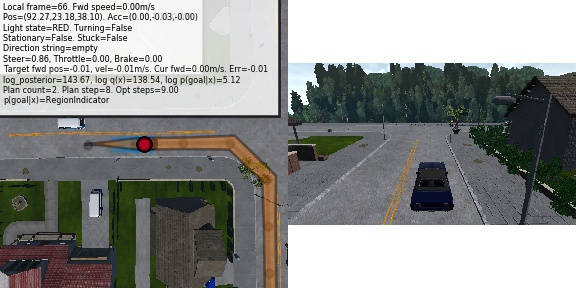 Local frame=66. Fwd speed=0.00m/s
Pos=(92.27,23.18,38.10). Acc=(0.00,-0.03,-0.00)
Light state=RED. Turning=False
Stationary=False. Stuck=False
Direction string=empty
Steer=0.86, Throttle=0.00, Brake=0.00
Target fwd pos=-0.01m, vel=-0.01m/s. Cur fwd=0.00m/s. Err=-0.01
log_posterior=143.67, log q(x)=138.54, log p(goal|x)=5.12
Plan count=2. Plan step=8. Opt steps=9.00
p(goal|x)=RegionIndicator